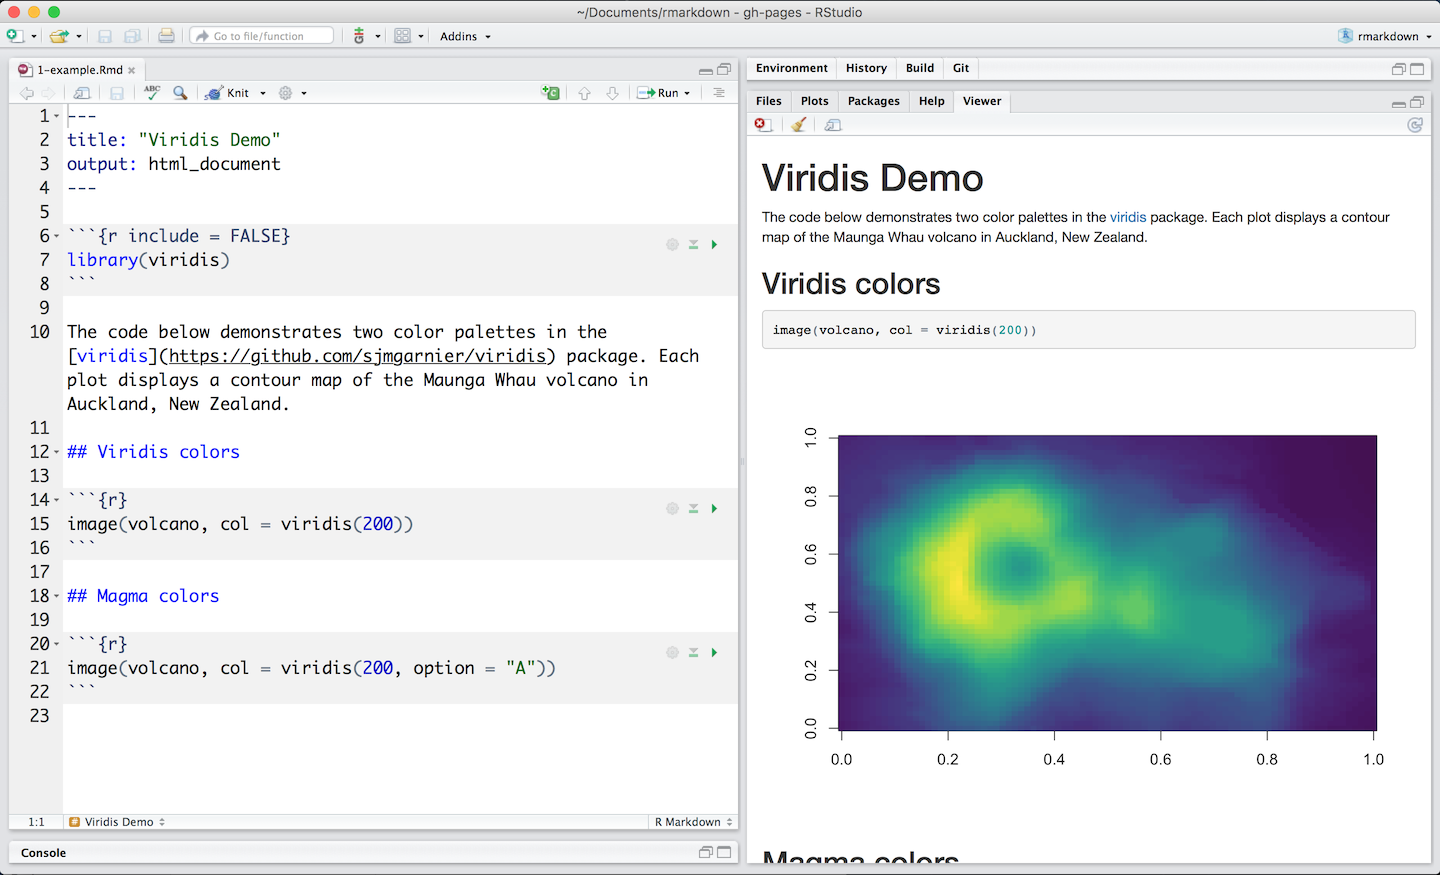 ~/Documents/rmarkdown - gh-pages - RStudio
Go to file/function
Addins
rmarkdown
1-example.Rmd
ABC
Knit
Run
1 ---
2 title: "Viridis Demo"
3 output: html_document
4 ---
5
6 ```{r include = FALSE}
7 library(viridis)
8 ```
9
10 The code below demonstrates two color palettes in the
[viridis](https://github.com/sjmgarnier/viridis) package. Each
plot displays a contour map of the Maunga Whau volcano in
Auckland, New Zealand.
11
12 ## Viridis colors
13
14 ```{r}
15 image(volcano, col = viridis(200))
16 ```
17
18 ## Magma colors
19
20 ```{r}
21 image(volcano, col = viridis(200, option = "A"))
22 ```
23
1:1 # Viridis Demo R Markdown
Console
Environment History Build Git
Files Plots Packages Help Viewer
Viridis Demo
The code below demonstrates two color palettes in the viridis package. Each plot displays a contour
map of the Maunga Whau volcano in Auckland, New Zealand.
Viridis colors
image(volcano, col = viridis(200))
1.0
0.8
0.6
0.4
0.2
0.0
0.0 0.2 0.4 0.6 0.8 1.0
Magma colors